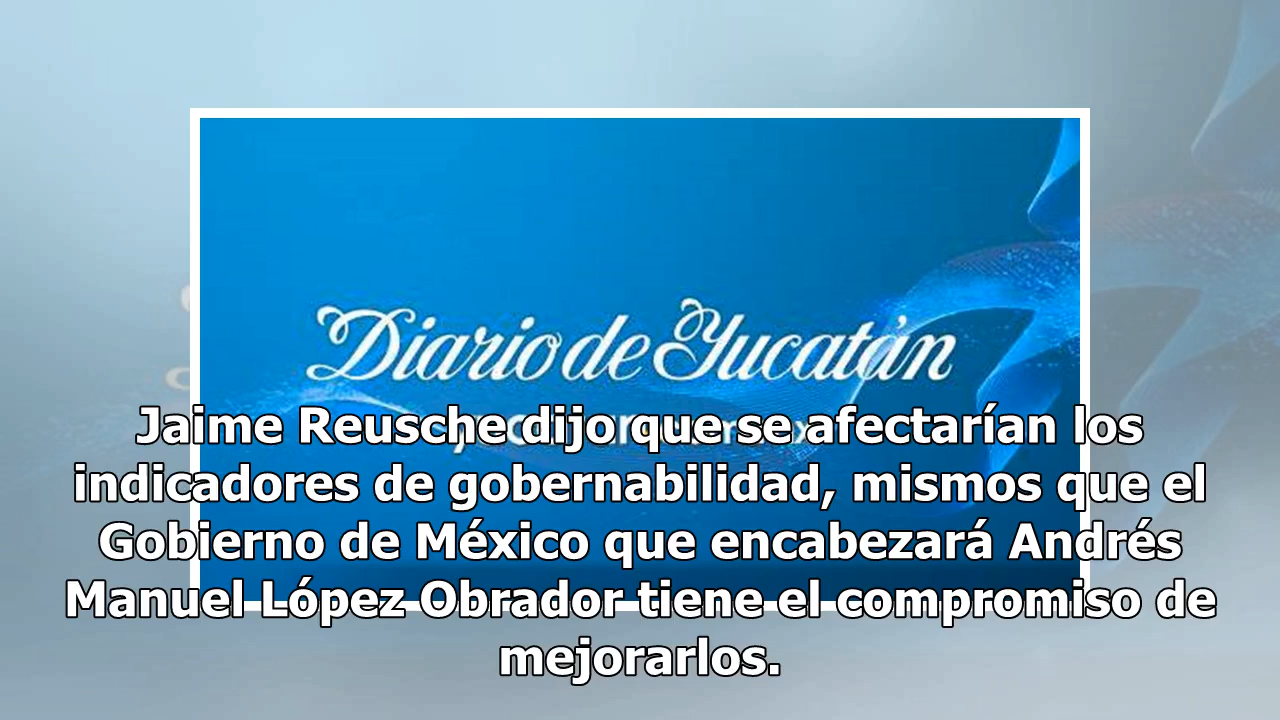 Diario de Yucatán
Jaime Reusche dijo que se afectarían los
indicadores de gobernabilidad, mismos que el
Gobierno de México que encabezará Andrés
Manuel López Obrador tiene el compromiso de
mejorarlos.